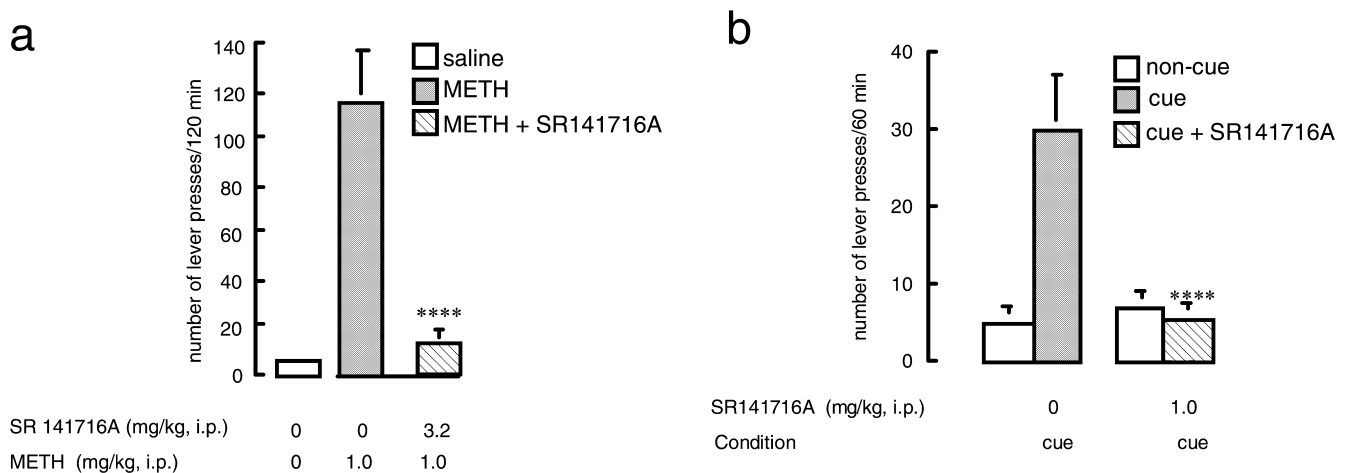 a
140
120
100
80
60
40
20
0
number of lever presses/120 min
saline
METH
METH + SR141716A
****
SR 141716A (mg/kg, i.p.) 0 0 3.2
METH (mg/kg, i.p.) 0 1.0 1.0
b
40
30
20
10
0
number of lever presses/60 min
non-cue
cue
cue + SR141716A
****
SR141716A (mg/kg, i.p.) 0 1.0
Condition cue cue